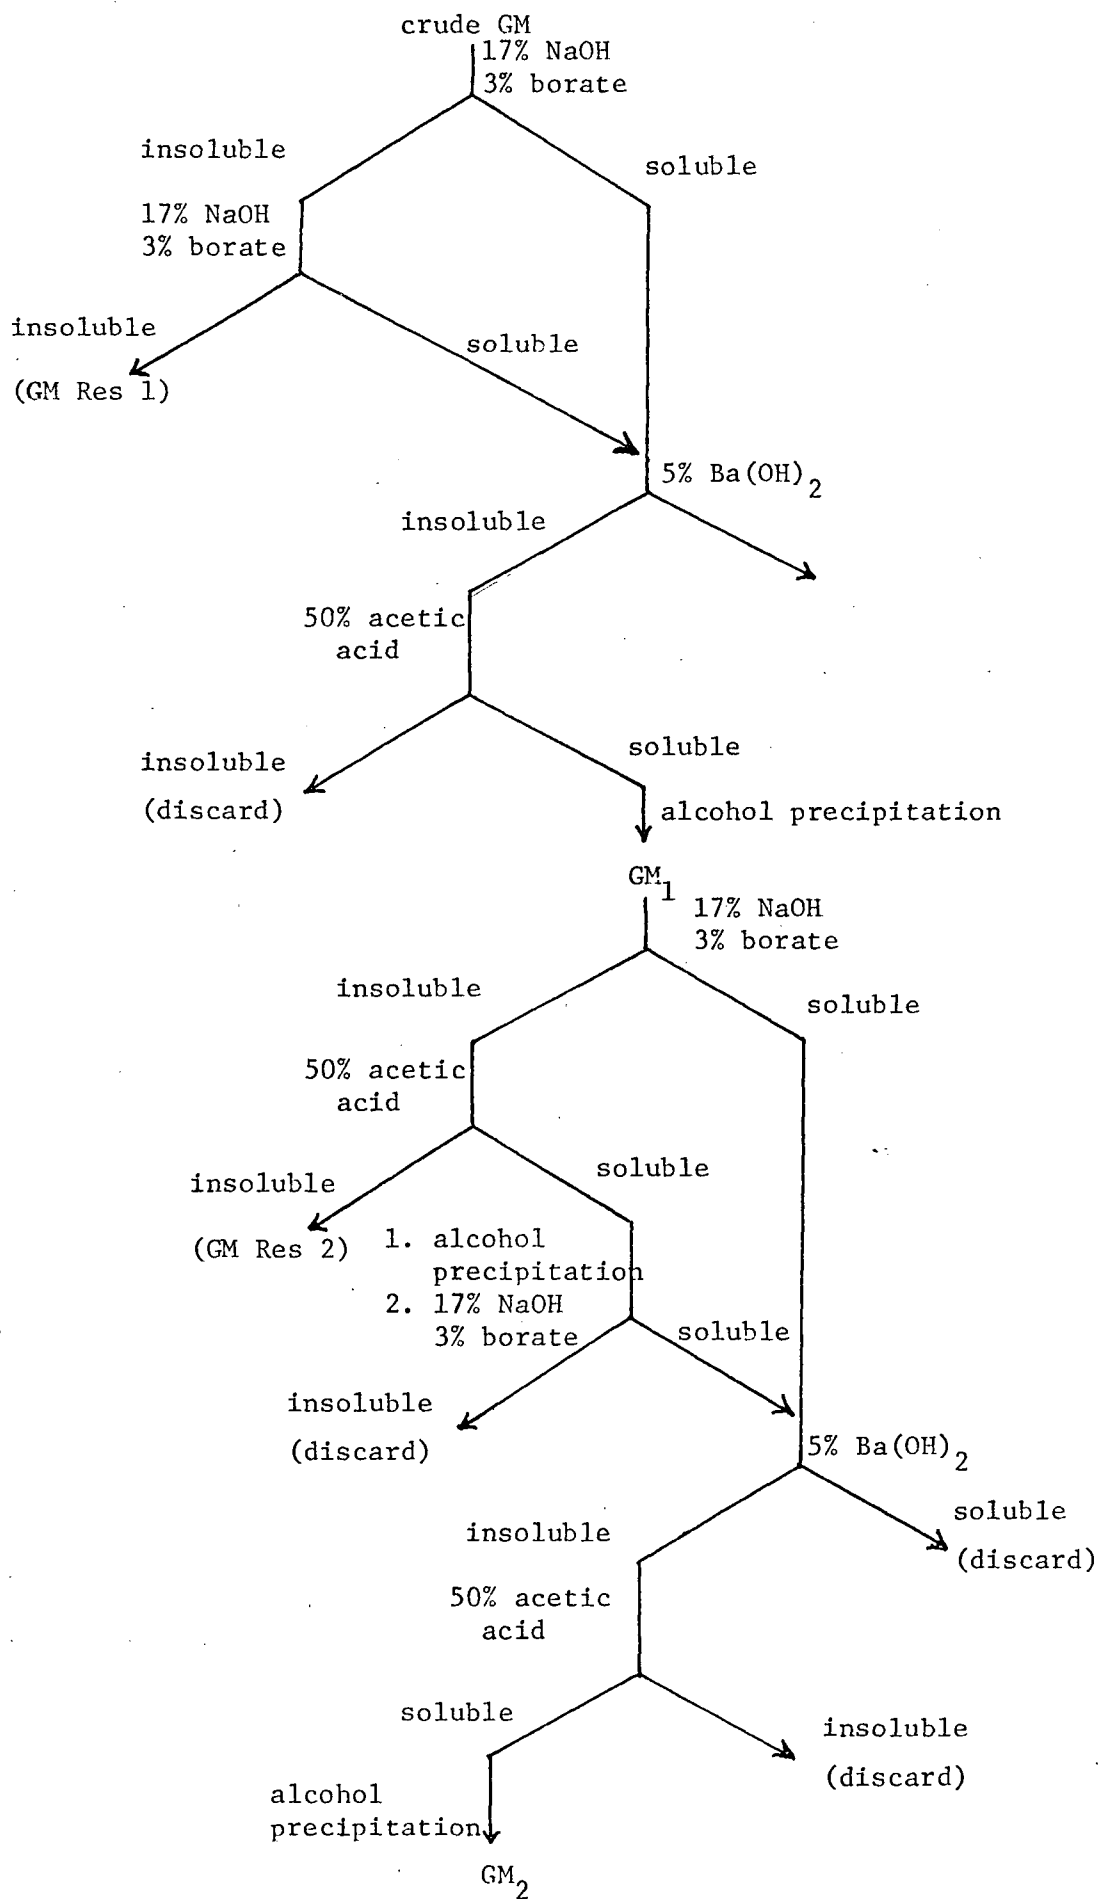 crude GM
17% NaOH
3% borate
insoluble
soluble
17% NaOH
3% borate
insoluble
soluble
(GM Res 1)
5% Ba(OH)2
insoluble
50% acetic
acid
soluble
insoluble
(discard)
alcohol precipitation
GM1
17% NaOH
3% borate
insoluble
soluble
50% acetic
acid
soluble
insoluble
(GM Res 2)
1. alcohol
precipitation
2. 17% NaOH
3% borate
soluble
insoluble
(discard)
5% Ba(OH)2
soluble
(discard)
insoluble
50% acetic
acid
soluble
insoluble
(discard)
alcohol
precipitation
GM2